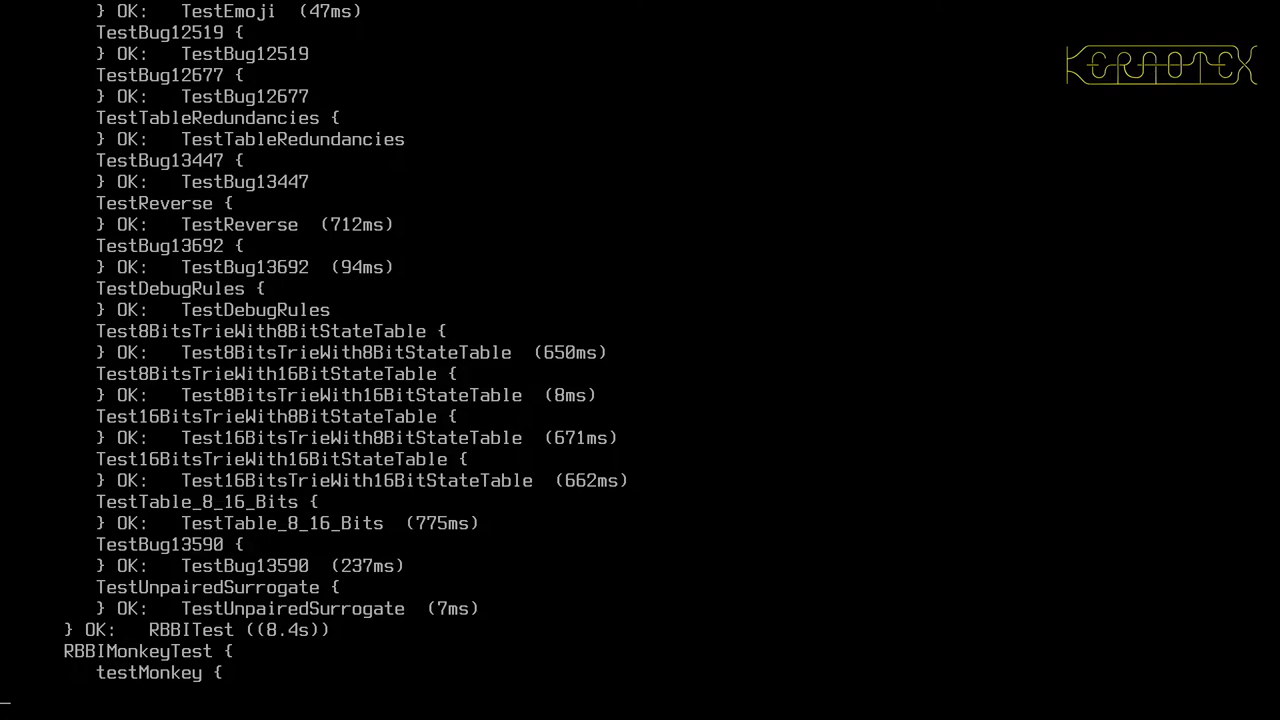 } OK:   TestEmoji  (47ms)
TestBug12519 {
} OK:   TestBug12519
TestBug12677 {
} OK:   TestBug12677
TestTableRedundancies {
} OK:   TestTableRedundancies
TestBug13447 {
} OK:   TestBug13447
TestReverse {
} OK:   TestReverse  (712ms)
TestBug13692 {
} OK:   TestBug13692  (94ms)
TestDebugRules {
} OK:   TestDebugRules
Test8BitsTrieWith8BitStateTable {
} OK:   Test8BitsTrieWith8BitStateTable  (650ms)
Test8BitsTrieWith16BitStateTable {
} OK:   Test8BitsTrieWith16BitStateTable  (8ms)
Test16BitsTrieWith8BitStateTable {
} OK:   Test16BitsTrieWith8BitStateTable  (671ms)
Test16BitsTrieWith16BitStateTable {
} OK:   Test16BitsTrieWith16BitStateTable  (662ms)
TestTable_8_16_Bits {
} OK:   TestTable_8_16_Bits  (775ms)
TestBug13590 {
} OK:   TestBug13590  (237ms)
TestUnpairedSurrogate {
} OK:   TestUnpairedSurrogate  (7ms)
} OK:   RBBITest ((8.4s))
RBBIMonkeyTest {
testMonkey {
KERNOTEX